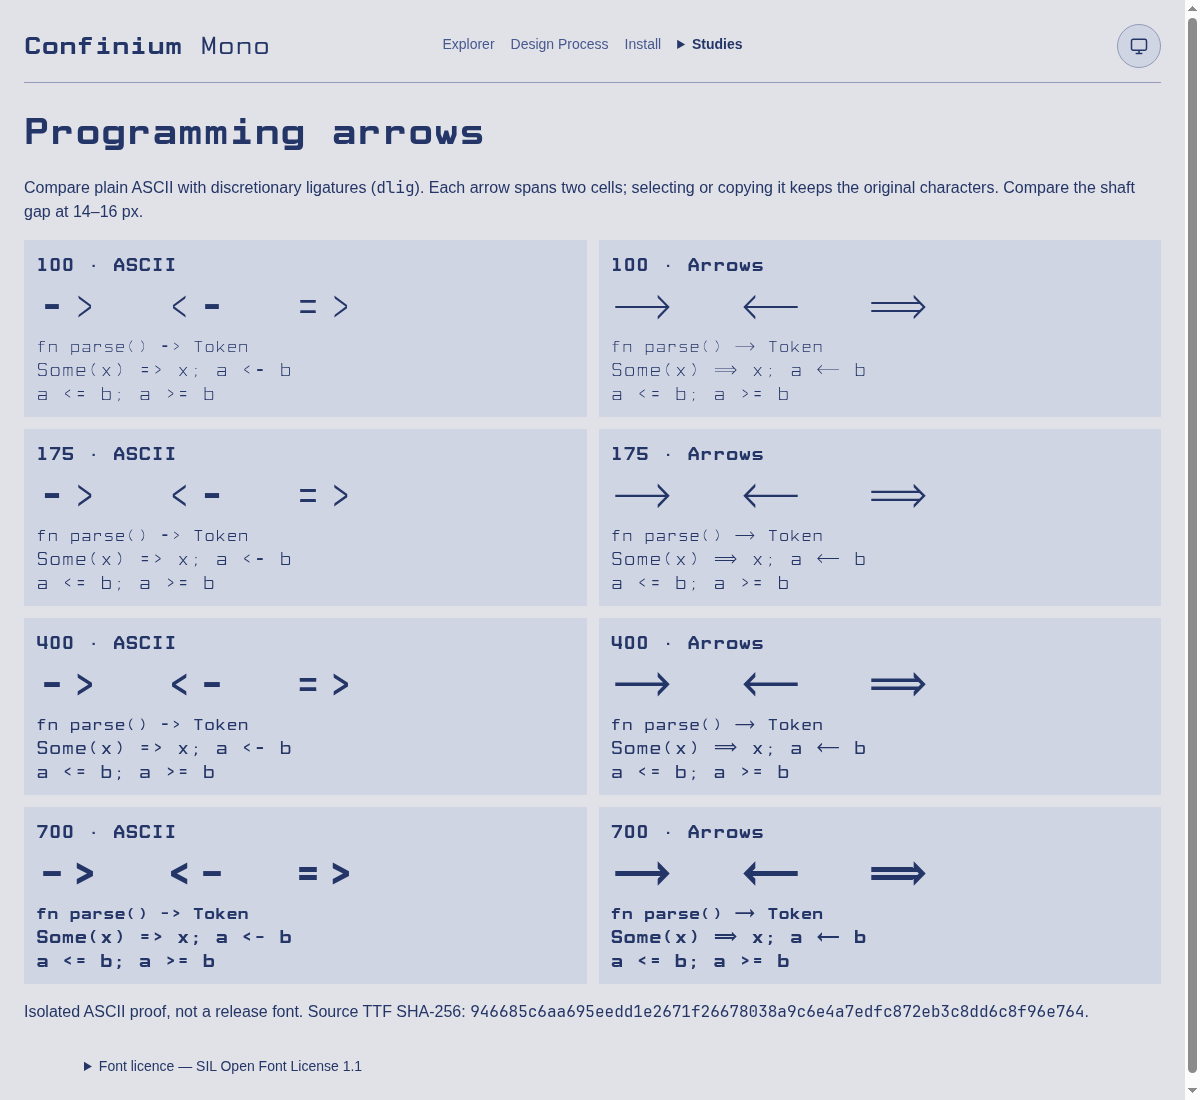 Confinium Mono
Explorer Design Process Install ▶ Studies
Programming arrows
Compare plain ASCII with discretionary ligatures (dlig). Each arrow spans two cells; selecting or copying it keeps the original characters. Compare the shaft
gap at 14–16 px.
100 · ASCII
-> <- =>
fn parse() -> Token
Some(x) => x; a <- b
a <= b; a >= b
100 · Arrows
⟶ ⟵ ⟹
fn parse() ⟶ Token
Some(x) ⟹ x; a ⟵ b
a <= b; a >= b
175 · ASCII
-> <- =>
fn parse() -> Token
Some(x) => x; a <- b
a <= b; a >= b
175 · Arrows
⟶ ⟵ ⟹
fn parse() ⟶ Token
Some(x) ⟹ x; a ⟵ b
a <= b; a >= b
400 · ASCII
-> <- =>
fn parse() -> Token
Some(x) => x; a <- b
a <= b; a >= b
400 · Arrows
⟶ ⟵ ⟹
fn parse() ⟶ Token
Some(x) ⟹ x; a ⟵ b
a <= b; a >= b
700 · ASCII
-> <- =>
fn parse() -> Token
Some(x) => x; a <- b
a <= b; a >= b
700 · Arrows
⟶ ⟵ ⟹
fn parse() ⟶ Token
Some(x) ⟹ x; a ⟵ b
a <= b; a >= b
Isolated ASCII proof, not a release font. Source TTF SHA-256: 946685c6aa695eedd1e2671f26678038a9c6e4a7edfc872eb3c8dd6c8f96e764.
▶ Font licence — SIL Open Font License 1.1